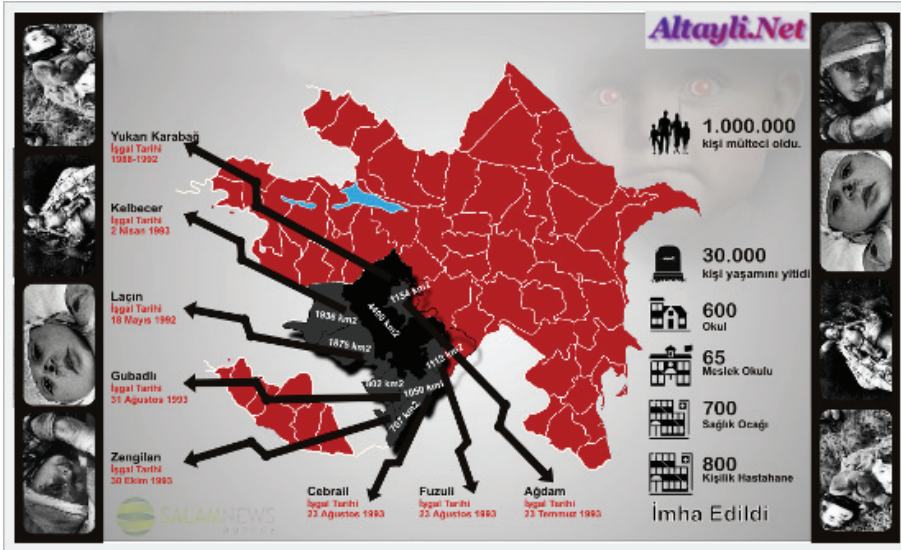 Altayli.Net
Yukarı Karabağ
İşgal Tarihi
1988-1992
Kelbecer
İşgal Tarihi
2 Nisan 1993
Laçın
İşgal Tarihi
18 Mayıs 1992
Gubadlı
İşgal Tarihi
31 Ağustos 1993
Zengilan
İşgal Tarihi
30 Ekim 1993
Cebrail
İşgal Tarihi
23 Ağustos 1993
Fuzuli
İşgal Tarihi
23 Ağustos 1993
Ağdam
İşgal Tarihi
23 Temmuz 1993
1154 km2
4400 km2
1936 km2
1875 km2
1113 km2
802 km2
1050 km1
707 km2
1.000.000
kişi mülteci oldu.
30.000
kişi yaşamını yitidi
600
Okul
65
Meslek Okulu
700
Sağlık Ocağı
800
Kişilik Hastahane
İmha Edildi
SALAMNEWS